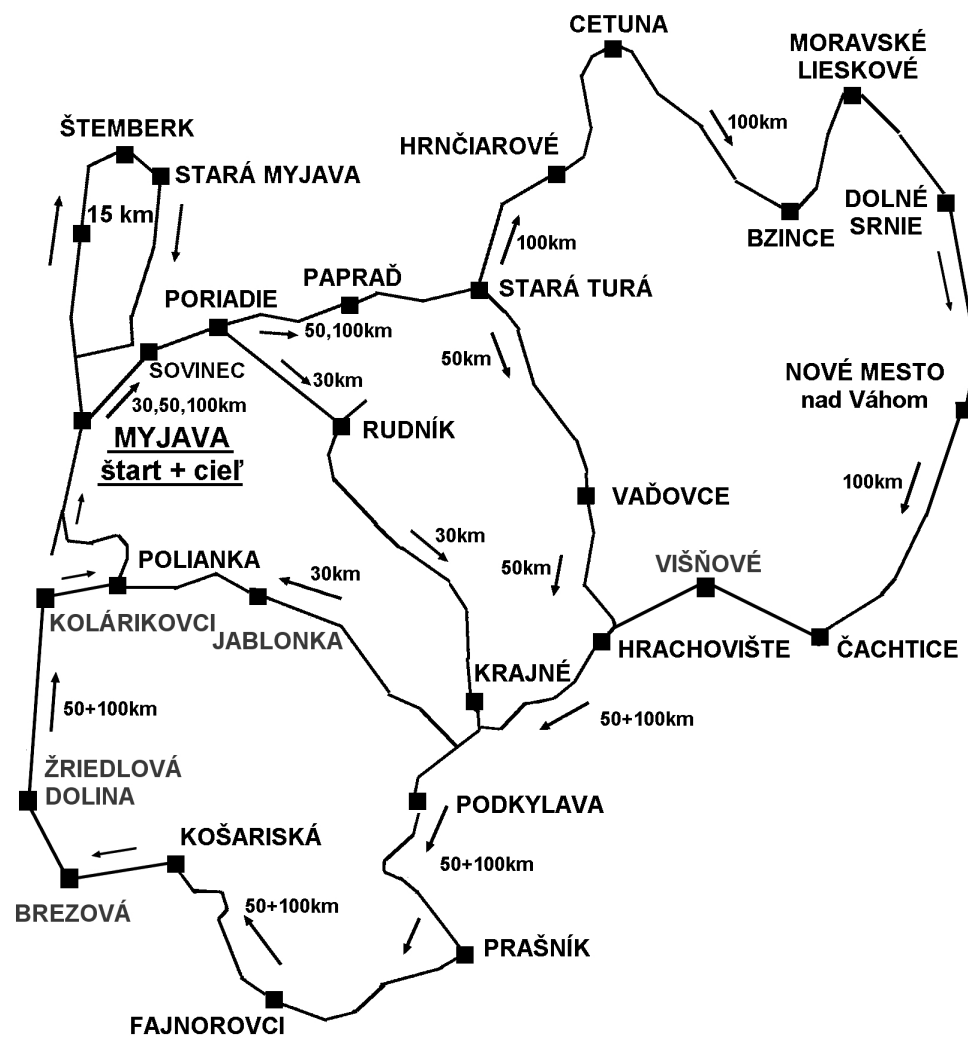 CETUNA
MORAVSKÉ
LIESKOVÉ
100km
ŠTEMBERK
HRNČIAROVÉ
STARÁ MYJAVA
15 km
DOLNÉ
SRNIE
BZINCE
100km
PAPRAĎ
STARÁ TURÁ
PORIADIE
50,100km
50km
SOVINEC
30km
NOVÉ MESTO
nad Váhom
30,50,100km
RUDNÍK
MYJAVA
štart + cieľ
100km
VAĎOVCE
30km
POLIANKA
VIŠŇOVÉ
50km
30km
KOLÁRIKOVCI
JABLONKA
HRACHOVIŠTE
ČACHTICE
KRAJNÉ
50+100km
50+100km
ŽRIEDLOVÁ
DOLINA
PODKYLAVA
KOŠARISKÁ
50+100km
BREZOVÁ
50+100km
PRAŠNÍK
FAJNOROVCI